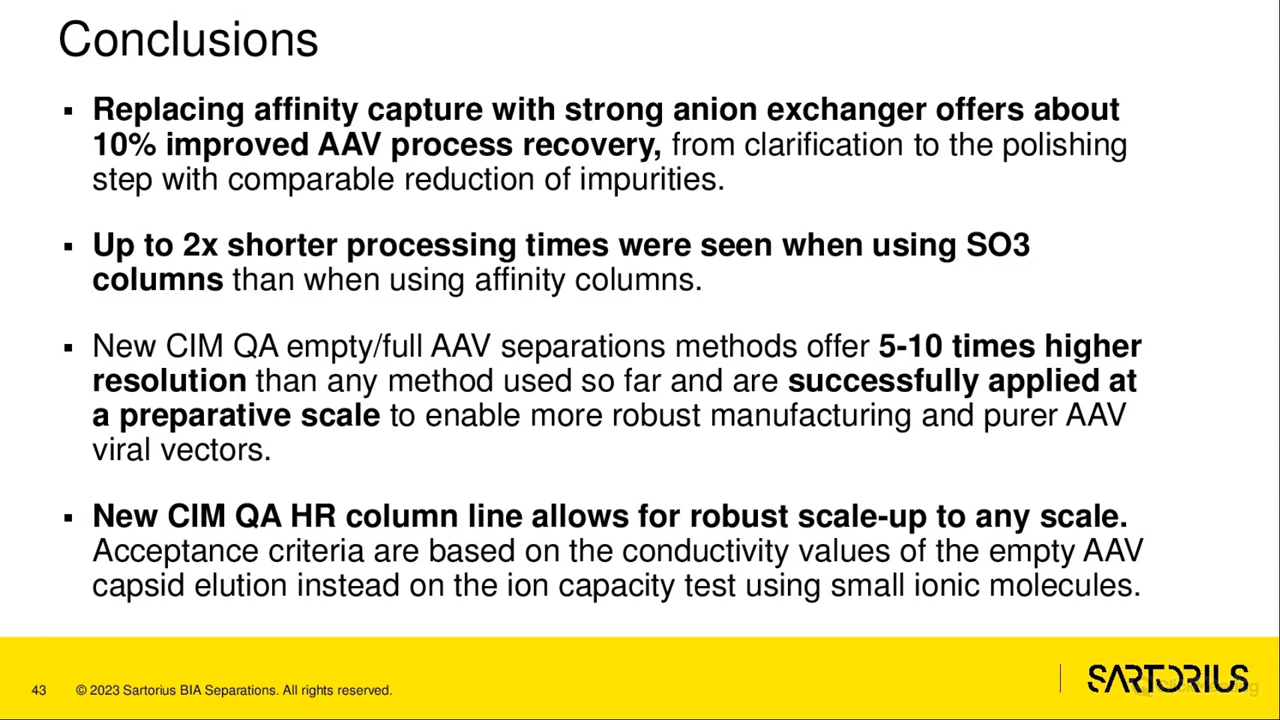 Conclusions
▪ Replacing affinity capture with strong anion exchanger offers about
10% improved AAV process recovery, from clarification to the polishing
step with comparable reduction of impurities.
▪ Up to 2x shorter processing times were seen when using SO3
columns than when using affinity columns.
▪ New CIM QA empty/full AAV separations methods offer 5-10 times higher
resolution than any method used so far and are successfully applied at
a preparative scale to enable more robust manufacturing and purer AAV
viral vectors.
▪ New CIM QA HR column line allows for robust scale-up to any scale.
Acceptance criteria are based on the conductivity values of the empty AAV
capsid elution instead on the ion capacity test using small ionic molecules.
43 © 2023 Sartorius BIA Separations. All rights reserved.
SARTORIUS